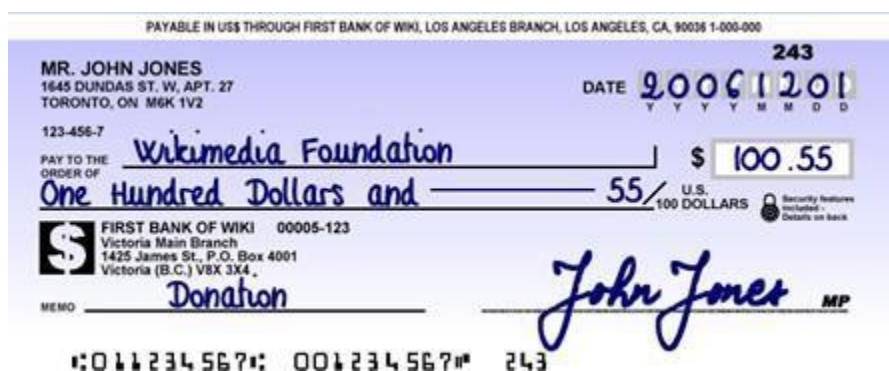 PAYABLE IN US$ THROUGH FIRST BANK OF WIKI, LOS ANGELES BRANCH, LOS ANGELES, CA, 90036 1-000-000
243
MR. JOHN JONES
1645 DUNDAS ST. W, APT. 27
TORONTO, ON M6K 1V2
DATE 20061201
Y Y Y Y M M D D
123-456-7
PAY TO THE ORDER OF Wikimedia Foundation $ 100.55
One Hundred Dollars and 55/100 U.S. DOLLARS
Security features included - Details on back
$
FIRST BANK OF WIKI 00005-123
Victoria Main Branch
1425 James St., P.O. Box 4001
Victoria (B.C.) V8X 3X4
MEMO Donation
John Jones MP
⑆011234567⑆ 001234567⑈ 243